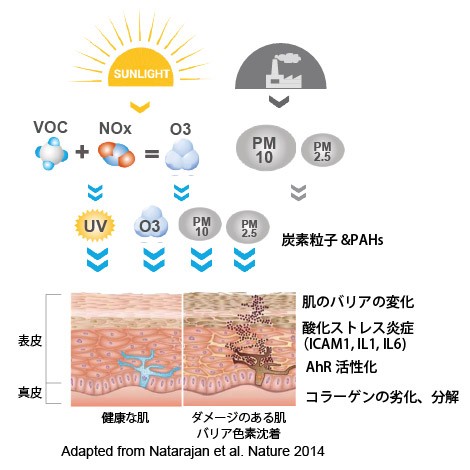 SUNLIGHT
VOC
NOx
O3
+
=
PM
10
PM
2.5
UV
O3
PM
10
PM
2.5
炭素粒子 &PAHs
表皮
真皮
肌のバリアの変化
酸化ストレス炎症
(ICAM1, IL1, IL6)
AhR 活性化
コラーゲンの劣化、分解
健康な肌
ダメージのある肌
バリア色素沈着
Adapted from Natarajan et al. Nature 2014